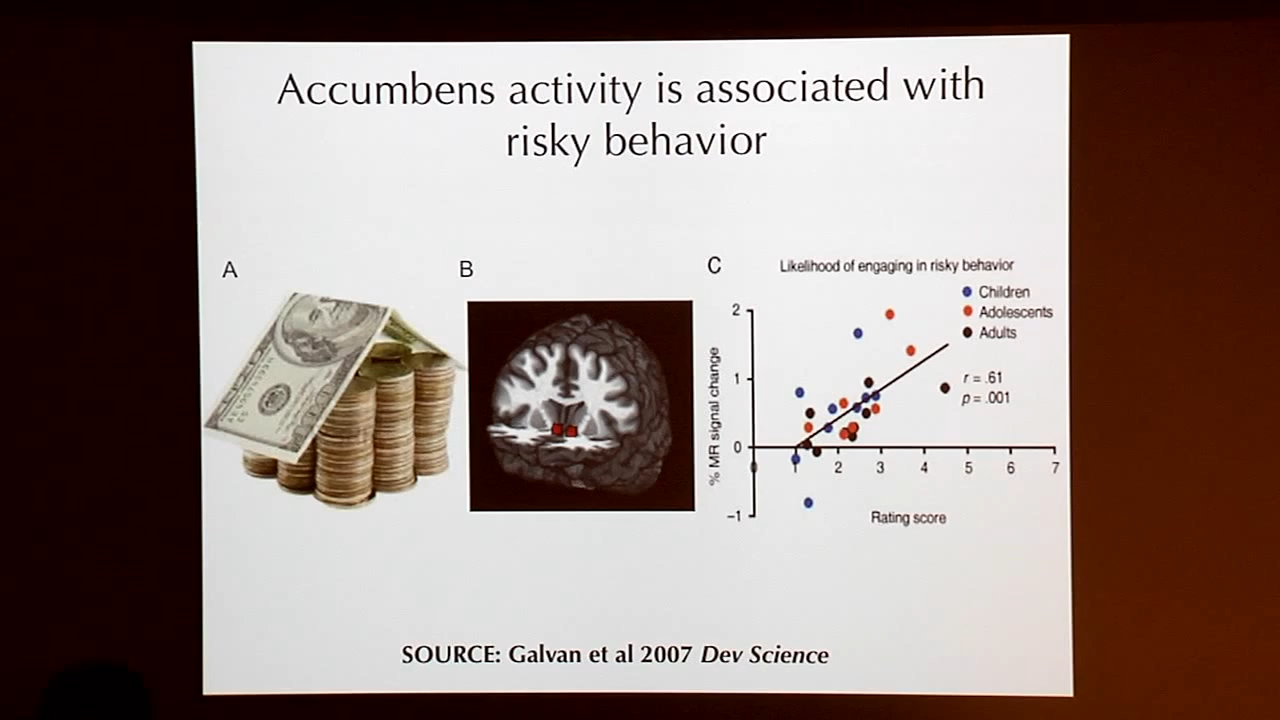 Accumbens activity is associated with
risky behavior
A
B
C
Likelihood of engaging in risky behavior
Children
Adolescents
Adults
r = .61
p = .001
% MR signal change
2
1
0
−1
0 1 2 3 4 5 6 7
Rating score
100
SOURCE: Galvan et al 2007 Dev Science